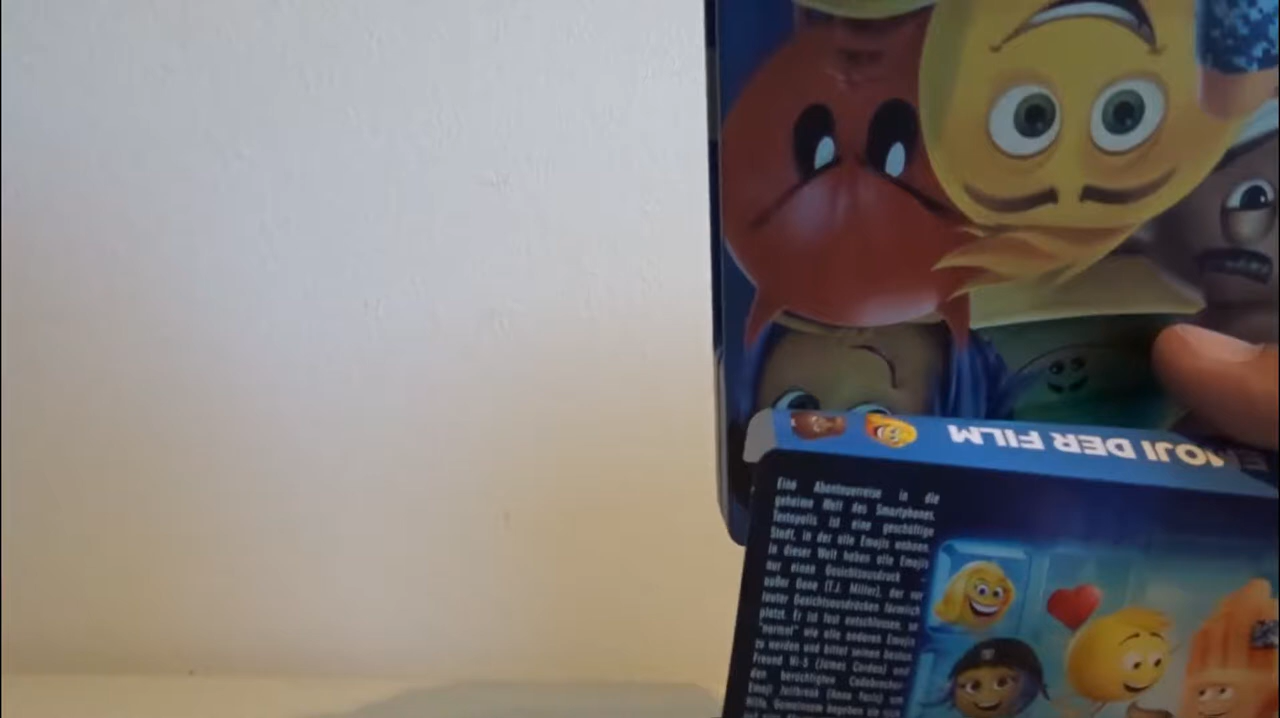 EMOJI DER FILM
Eine Abenteuerreise in die
geheime Welt des Smartphones.
Textopolis ist eine geschäftige
Stadt, in der alle Emojis wohnen.
In dieser Welt haben alle Emojis
nur einen Gesichtsausdruck
außer Gene (T.J. Miller), der vor
lauter Gesichtsausdrücken förmlich
platzt. Er ist fest entschlossen, so
"normal" wie alle anderen Emojis
zu werden und bittet seinen besten
Freund Hi-5 (James Corden) und
den berüchtigten Codebrecher-
Emoji Jailbreak (Anna Faris) um
Hilfe. Gemeinsam begeben sie sich